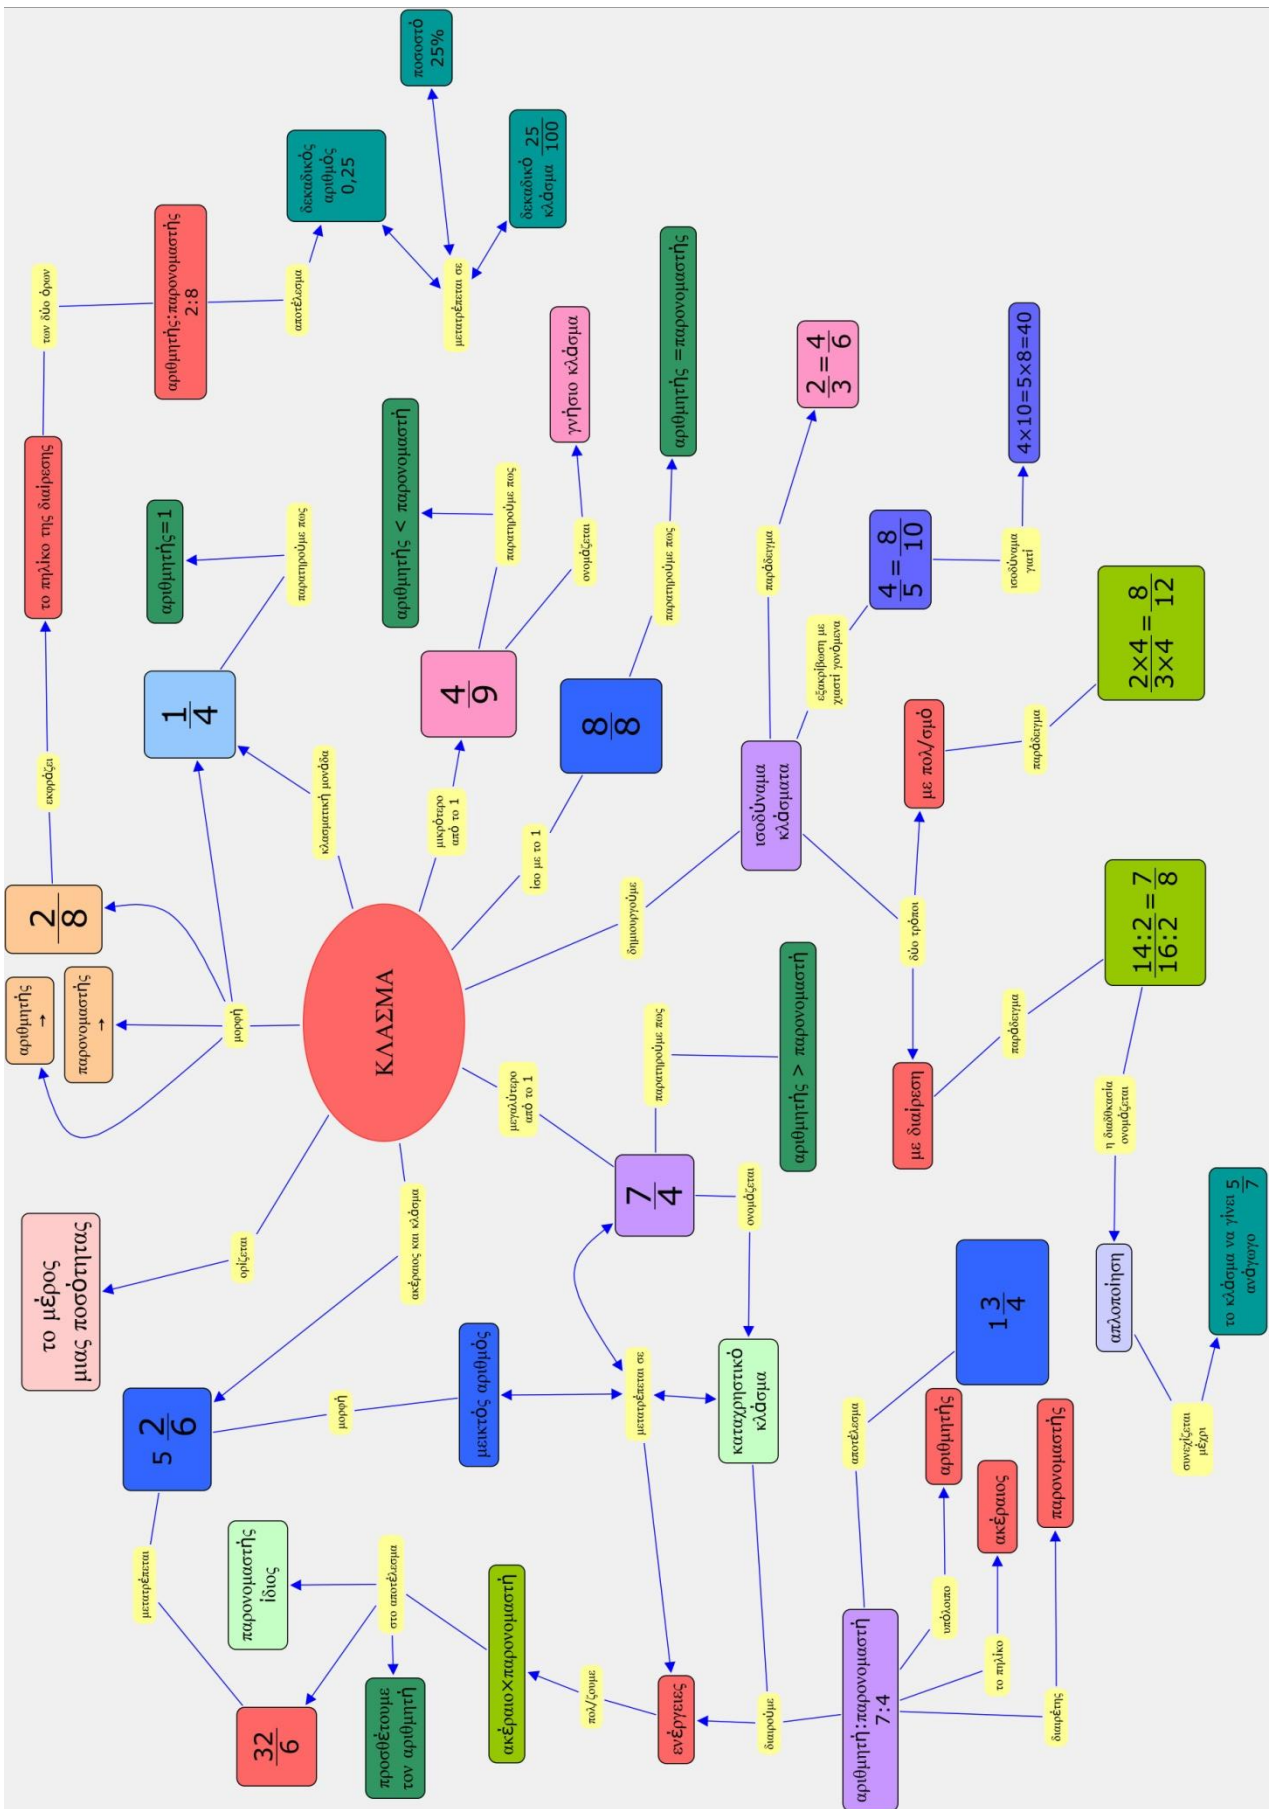 ΚΛΑΣΜΑ
ορίζεται
το μέρος
μιας ποσότητας
μορφή
αριθμητής
→
παρονομαστής
→
2
8
εκφράζει
το πηλίκο της διαίρεσης
των δύο όρων
αριθμητής:παρονομαστής
2:8
αποτέλεσμα
δεκαδικός
αριθμός
0,25
μετατρέπεται σε
ποσοστό
25%
δεκαδικό
κλάσμα
25
100
κλασματική μονάδα
1
4
παρατηρούμε πως
αριθμητής=1
μικρότερο
από το 1
4
9
παρατηρούμε πως
αριθμητής < παρονομαστή
ονομάζεται
γνήσιο κλάσμα
ίσο με το 1
8
8
παρατηρούμε πως
αριθμητής =παρονομαστής
δημιουργούμε
ισοδύναμα
κλάσματα
παράδειγμα
2 = 4
3 6
εξακρίβωση με
χιαστί γονόμενα
4 = 8
5 10
ισοδύναμα
γιατί
4×10=5×8=40
δύο τρόποι
με πολ/σμό
παράδειγμα
2×4 = 8
3×4 12
με διαίρεση
παράδειγμα
14:2 = 7
16:2 8
η διαδθκασία
ονομάζεται
απλοποίηση
συνεχίζεται
μέχρι
το κλάσμα να γίνει
ανάγωγο
5
7
μεγαλύτερο
από το 1
7
4
παρατηρούμε πως
αριθμητής > παρονομαστή
ονομάζεται
καταχρηστικό
κλάσμα
μετατρέπεται σε
ακέραιος και κλάσμα
5 2
6
μορφή
μεικτός αριθμός
μετατρέπεται
32
6
παρονομαστής
ίδιος
στο αποτέλεσμα
προσθέτουμε
τον αριθμητή
ακέραιο×παρονομαστή
πολ/ζουμε
ενέργειες
διαιρούμε
αριθμητή:παρονομαστή
7:4
αποτέλεσμα
1 3
4
υπόλοιπο
αριθμητής
το πηλίκο
ακέραιος
διαιρέτης
παρονομαστής